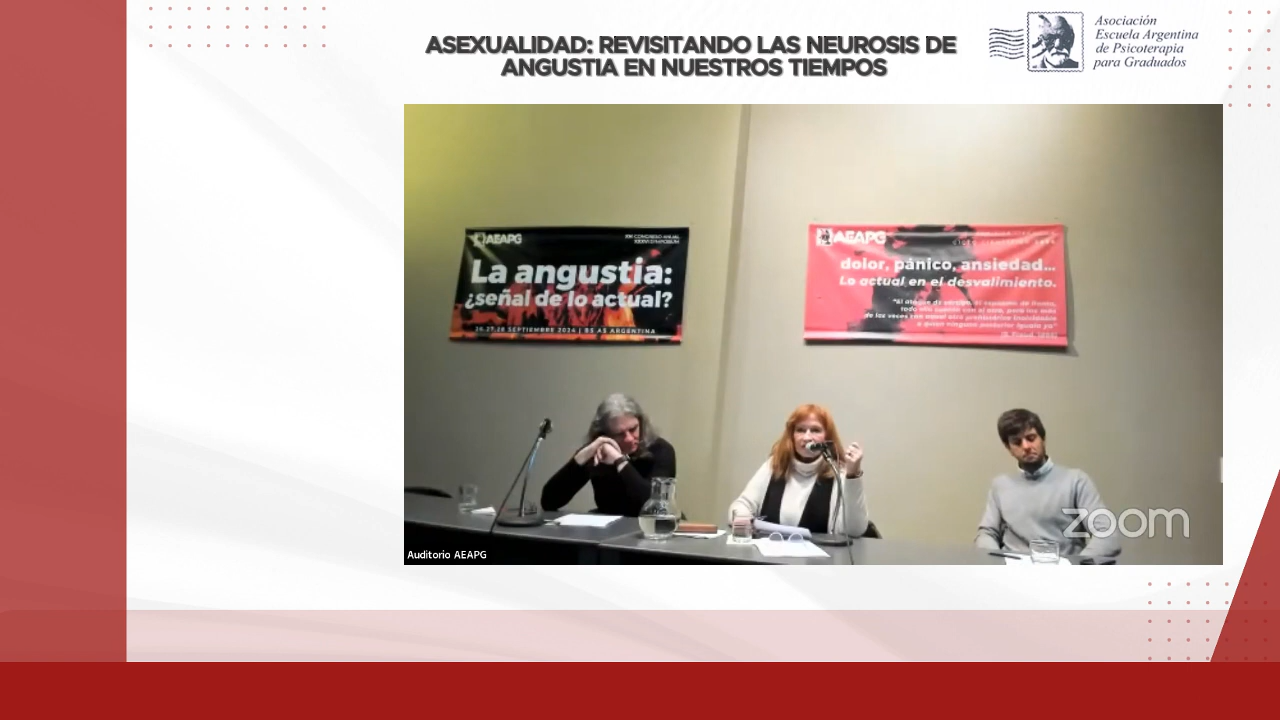 ASEXUALIDAD: REVISITANDO LAS NEUROSIS DE
ANGUSTIA EN NUESTROS TIEMPOS
Asociación
Escuela Argentina
de Psicoterapia
para Graduados
AEAPG
La angustia:
¿señal de lo actual?
26,27,28 SEPTIEMBRE 2024 | BS AS ARGENTINA
AEAPG
dolor, pánico, ansiedad...
Lo actual en el desvalimiento.
zoom
Auditorio AEAPG